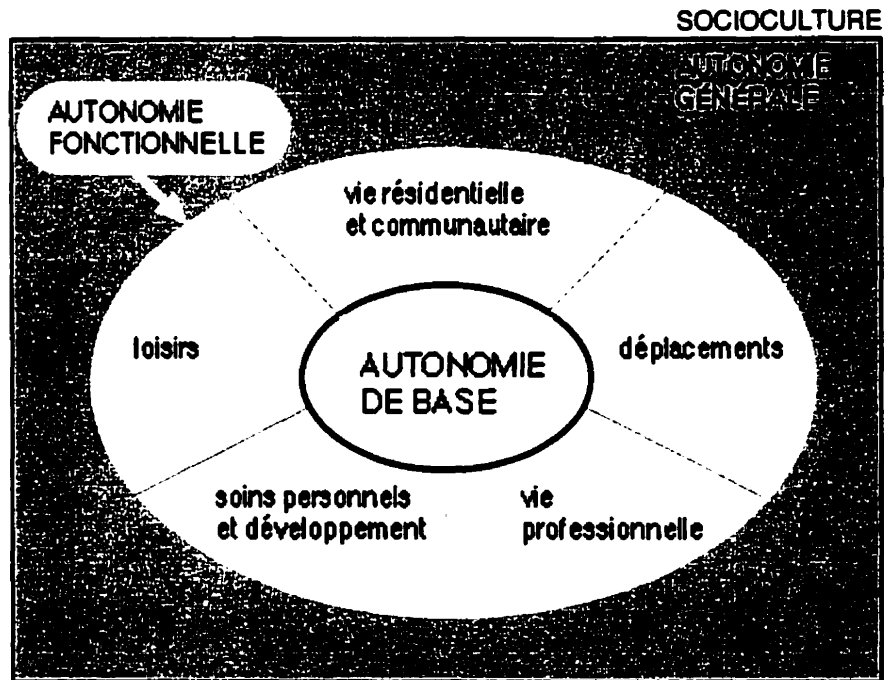 SOCIOCULTURE
AUTONOMIE
GÉNÉRALE
AUTONOMIE
FONCTIONNELLE
vie résidentielle
et communautaire
loisirs
déplacements
AUTONOMIE
DE BASE
soins personnels
et développement
vie
professionnelle